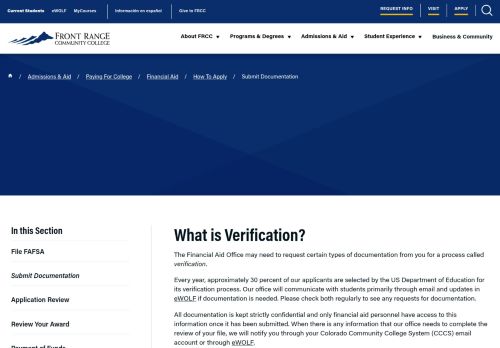 Current Students eWOLF MyCourses Información en español Give to FRCC REQUEST INFO VISIT APPLY
FRONT RANGE
COMMUNITY COLLEGE
About FRCC Programs & Degrees Admissions & Aid Student Experience Business & Community
/ Admissions & Aid / Paying For College / Financial Aid / How To Apply / Submit Documentation
In this Section
File FAFSA
Submit Documentation
Application Review
Review Your Award
What is Verification?
The Financial Aid Office may need to request certain types of documentation from you for a process called
verification.
Every year, approximately 30 percent of our applicants are selected by the US Department of Education for
its verification process. Our office will communicate with students primarily through email and updates in
eWOLF if documentation is needed. Please check both regularly to see any requests for documentation.
All documentation is kept strictly confidential and only financial aid personnel have access to this
information once it has been submitted. When there is any information that our office needs to complete the
review of your file, we will notify you through your Colorado Community College System (CCCS) email
account or through eWOLF.